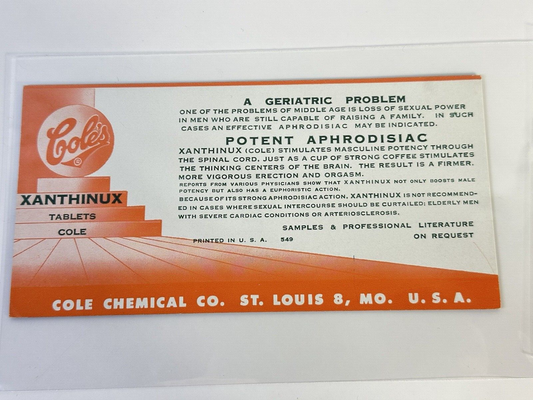 A GERIATRIC PROBLEM
ONE OF THE PROBLEMS OF MIDDLE AGE IS LOSS OF SEXUAL POWER
IN MEN WHO ARE STILL CAPABLE OF RAISING A FAMILY. IN SUCH
CASES AN EFFECTIVE APHRODISIAC MAY BE INDICATED.
POTENT APHRODISIAC
XANTHINUX (COLE) STIMULATES MASCULINE POTENCY THROUGH
THE SPINAL CORD, JUST AS A CUP OF STRONG COFFEE STIMULATES
THE THINKING CENTERS OF THE BRAIN. THE RESULT IS A FIRMER,
MORE VIGOROUS ERECTION AND ORGASM.
REPORTS FROM VARIOUS PHYSICIANS SHOW THAT XANTHINUX NOT ONLY BOOSTS MALE
POTENCY BUT ALSO HAS A EUPHORISTIC ACTION.
BECAUSE OF ITS STRONG APHRODISIAC ACTION, XANTHINUX IS NOT RECOMMEND-
ED IN CASES WHERE SEXUAL INTERCOURSE SHOULD BE CURTAILED; ELDERLY MEN
WITH SEVERE CARDIAC CONDITIONS OR ARTERIOSCLEROSIS.
SAMPLES & PROFESSIONAL LITERATURE
ON REQUEST
PRINTED IN U. S. A. 549
Cole's
®
XANTHINUX
TABLETS
COLE
COLE CHEMICAL CO. ST. LOUIS 8, MO. U. S. A.